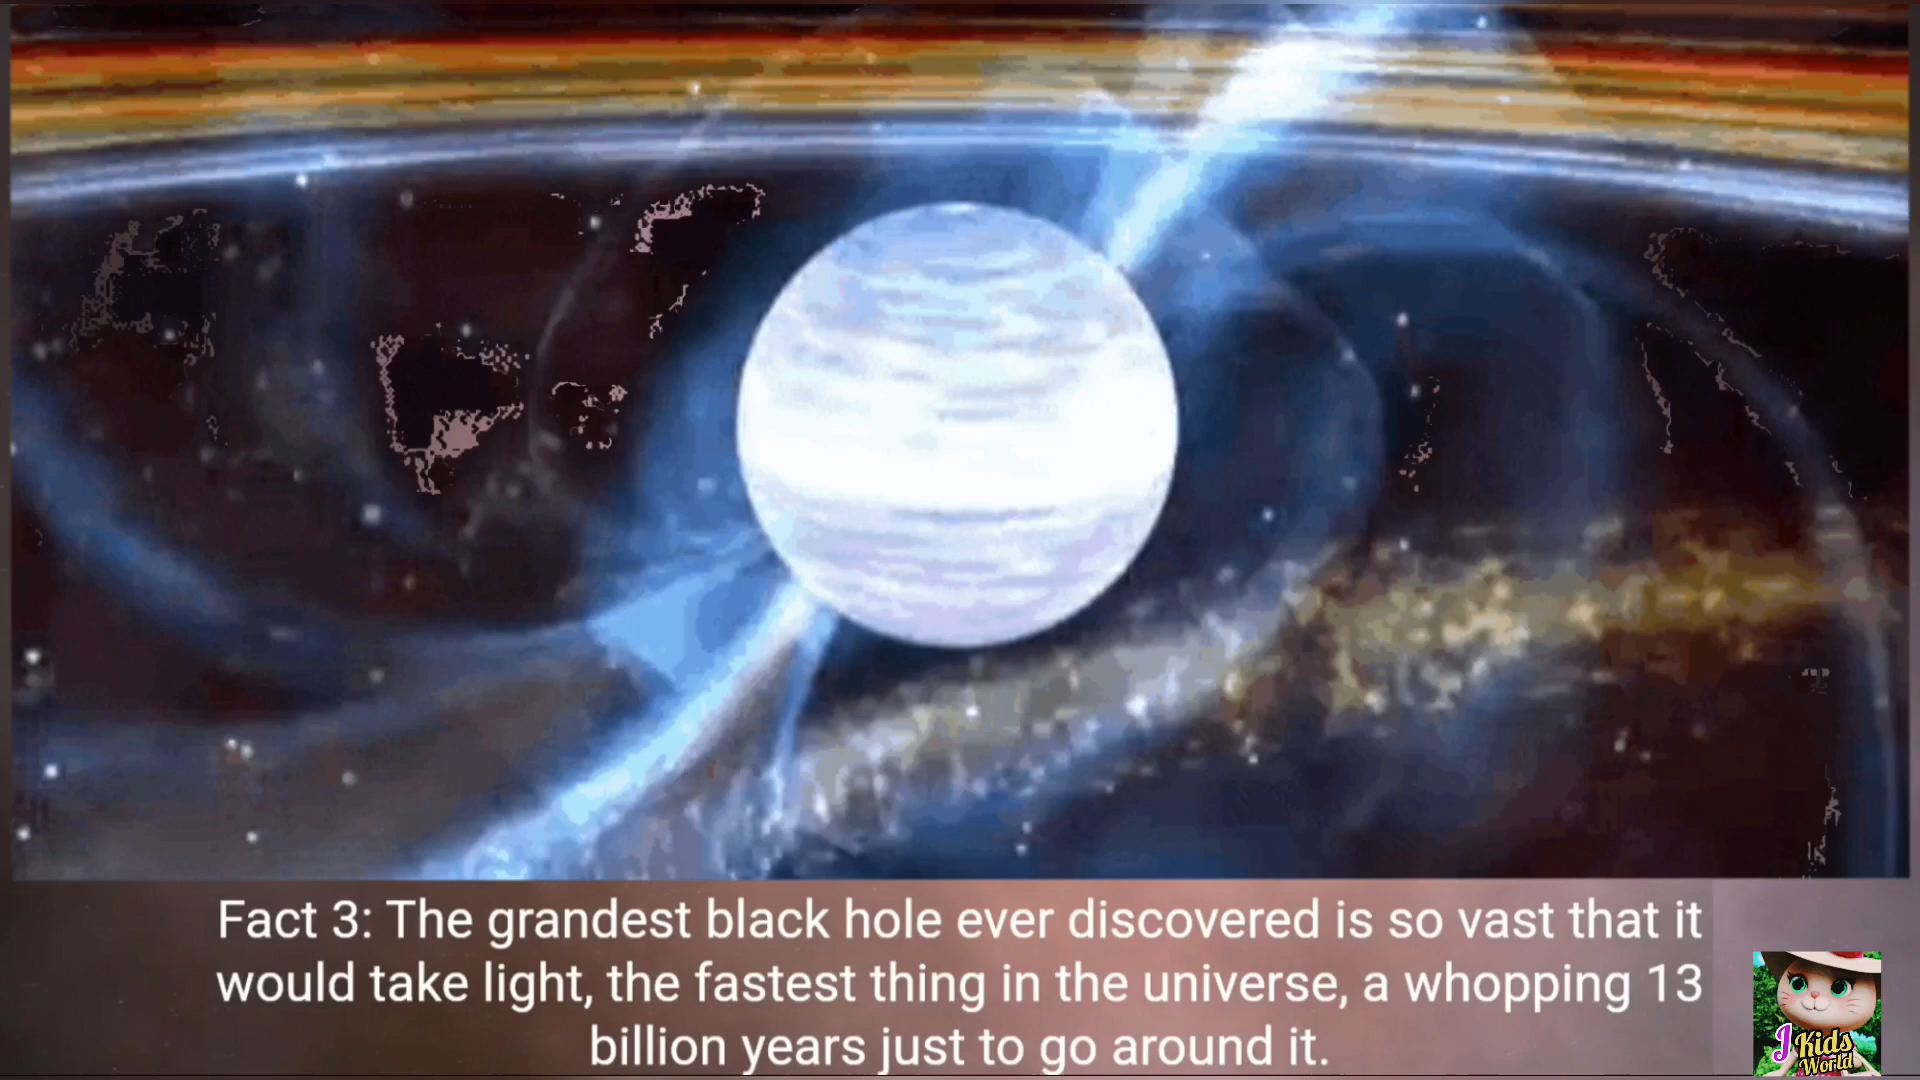 Fact 3: The grandest black hole ever discovered is so vast that it
would take light, the fastest thing in the universe, a whopping 13
billion years just to go around it.
J Kids
World